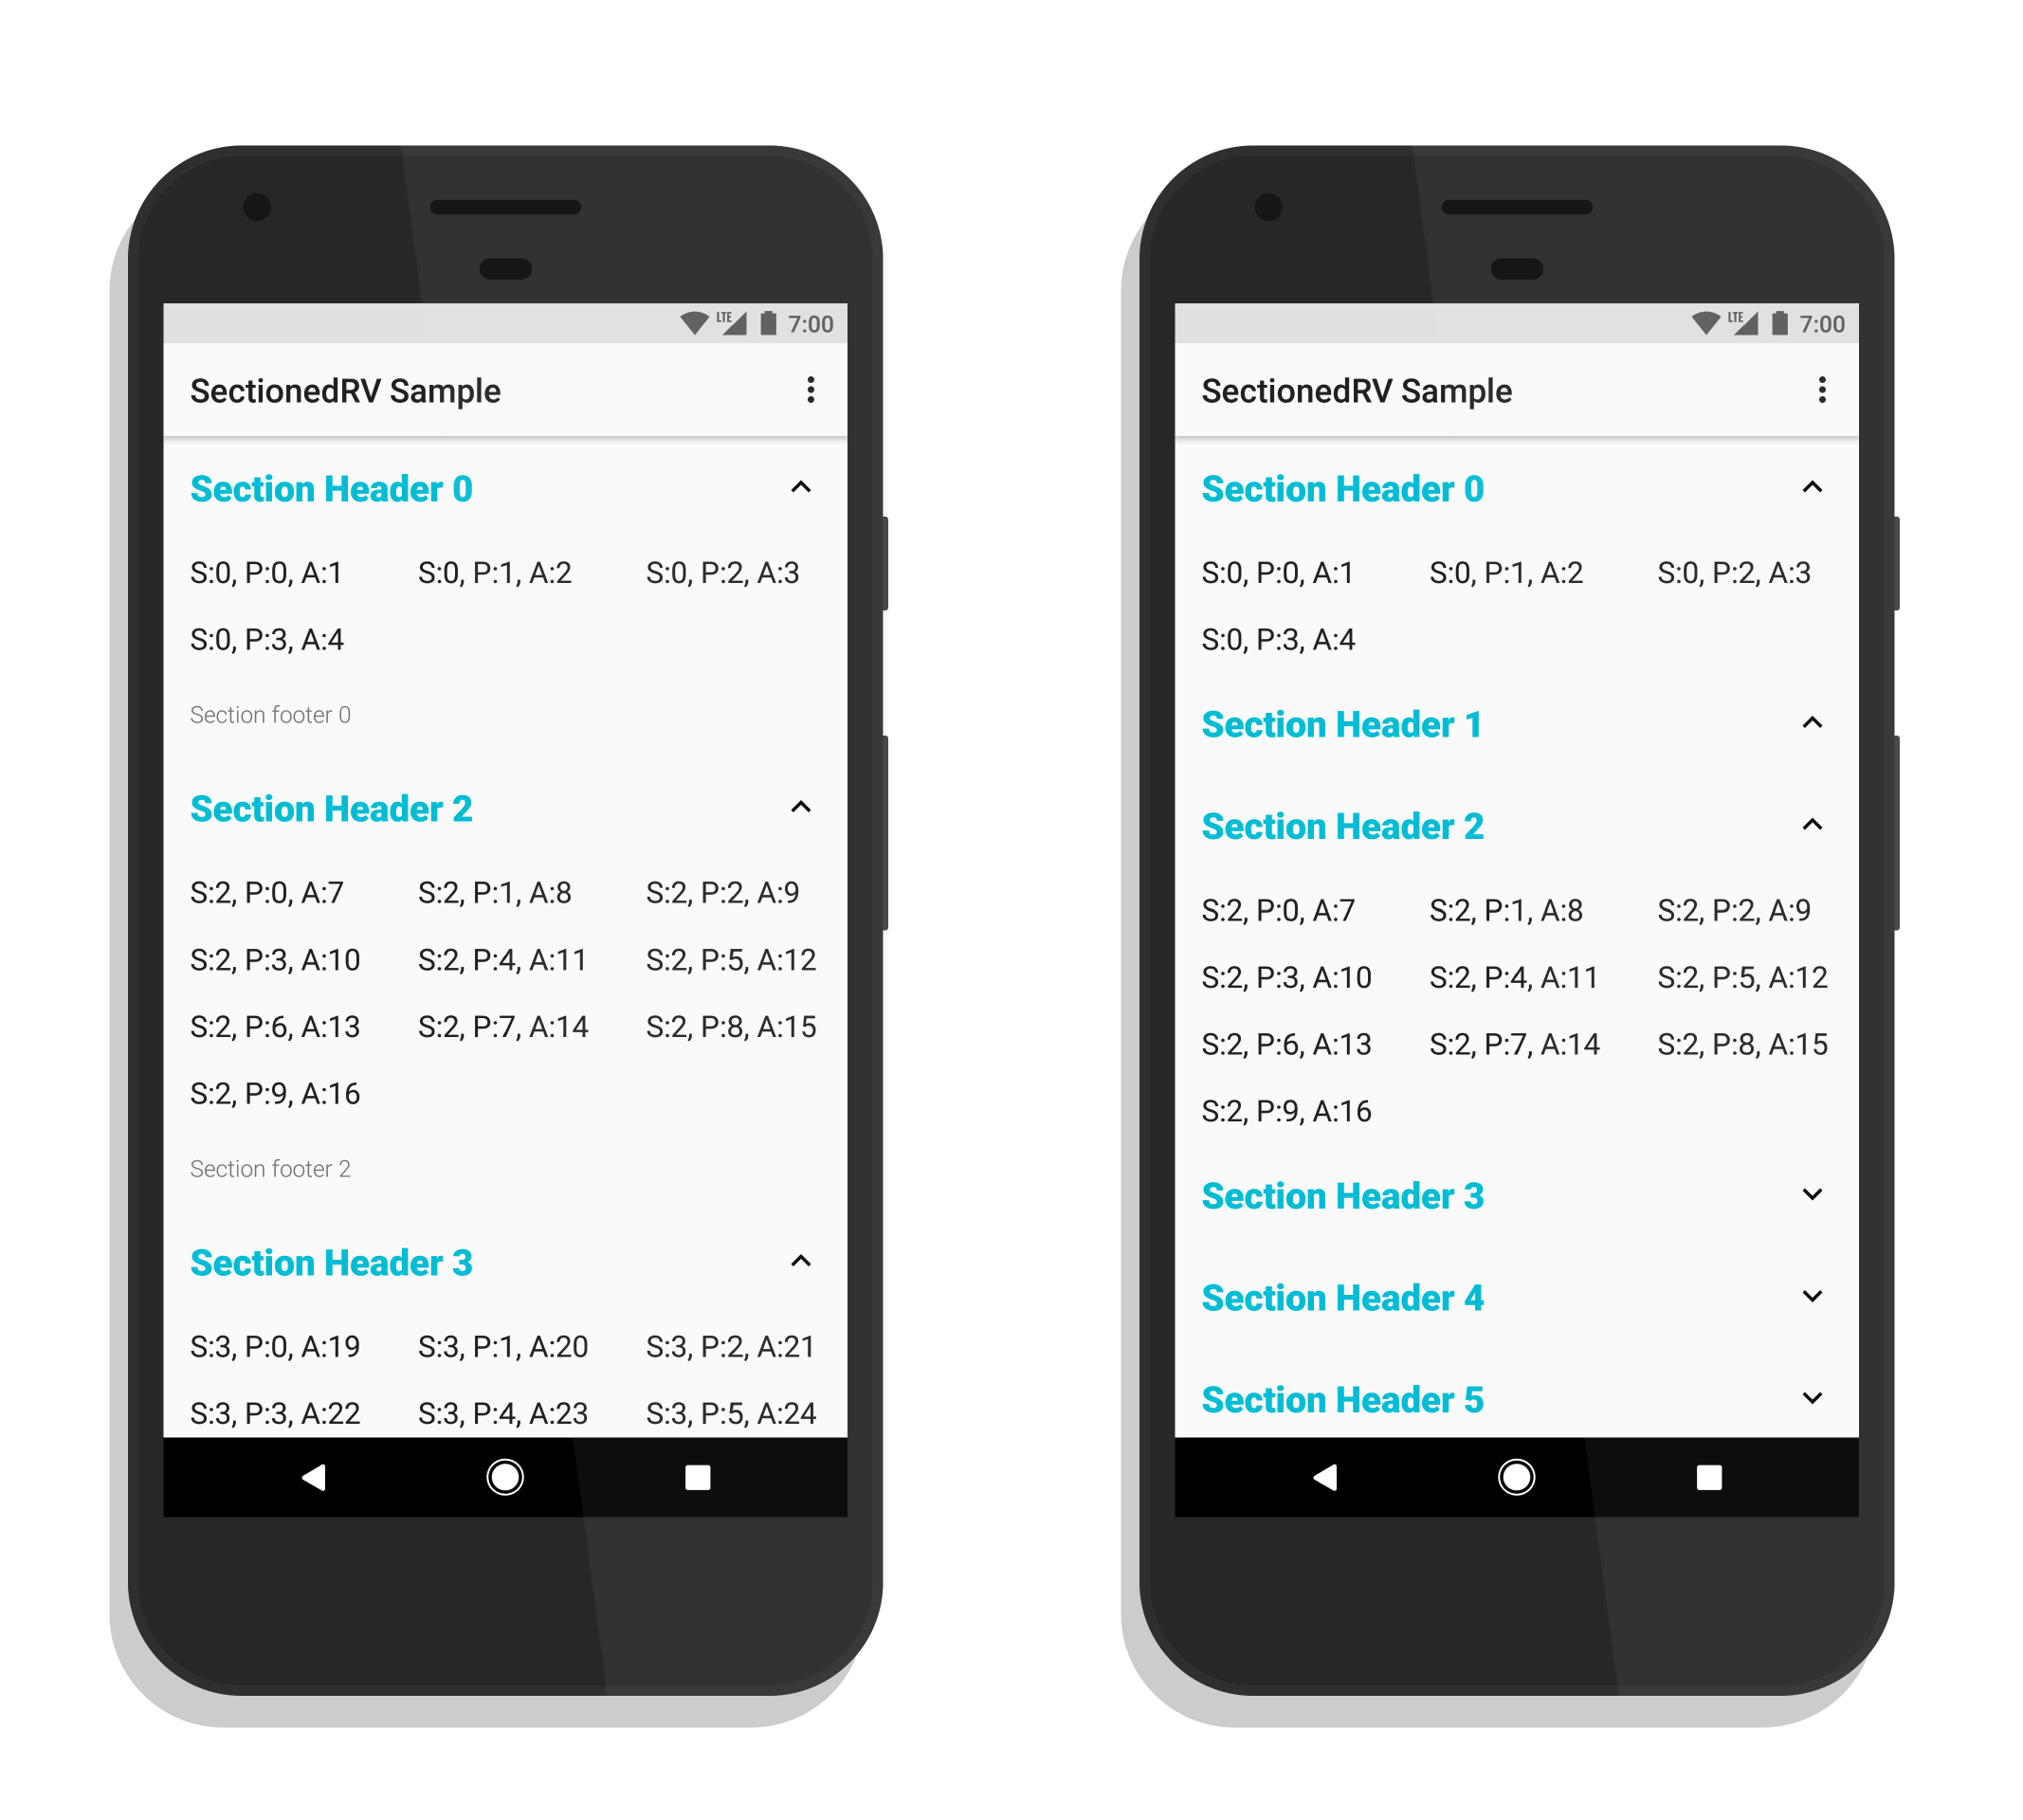 LTE 7:00
SectionedRV Sample
Section Header 0
S:0, P:0, A:1 S:0, P:1, A:2 S:0, P:2, A:3
S:0, P:3, A:4
Section footer 0
Section Header 2
S:2, P:0, A:7 S:2, P:1, A:8 S:2, P:2, A:9
S:2, P:3, A:10 S:2, P:4, A:11 S:2, P:5, A:12
S:2, P:6, A:13 S:2, P:7, A:14 S:2, P:8, A:15
S:2, P:9, A:16
Section footer 2
Section Header 3
S:3, P:0, A:19 S:3, P:1, A:20 S:3, P:2, A:21
S:3, P:3, A:22 S:3, P:4, A:23 S:3, P:5, A:24
LTE 7:00
SectionedRV Sample
Section Header 0
S:0, P:0, A:1 S:0, P:1, A:2 S:0, P:2, A:3
S:0, P:3, A:4
Section Header 1
Section Header 2
S:2, P:0, A:7 S:2, P:1, A:8 S:2, P:2, A:9
S:2, P:3, A:10 S:2, P:4, A:11 S:2, P:5, A:12
S:2, P:6, A:13 S:2, P:7, A:14 S:2, P:8, A:15
S:2, P:9, A:16
Section Header 3
Section Header 4
Section Header 5